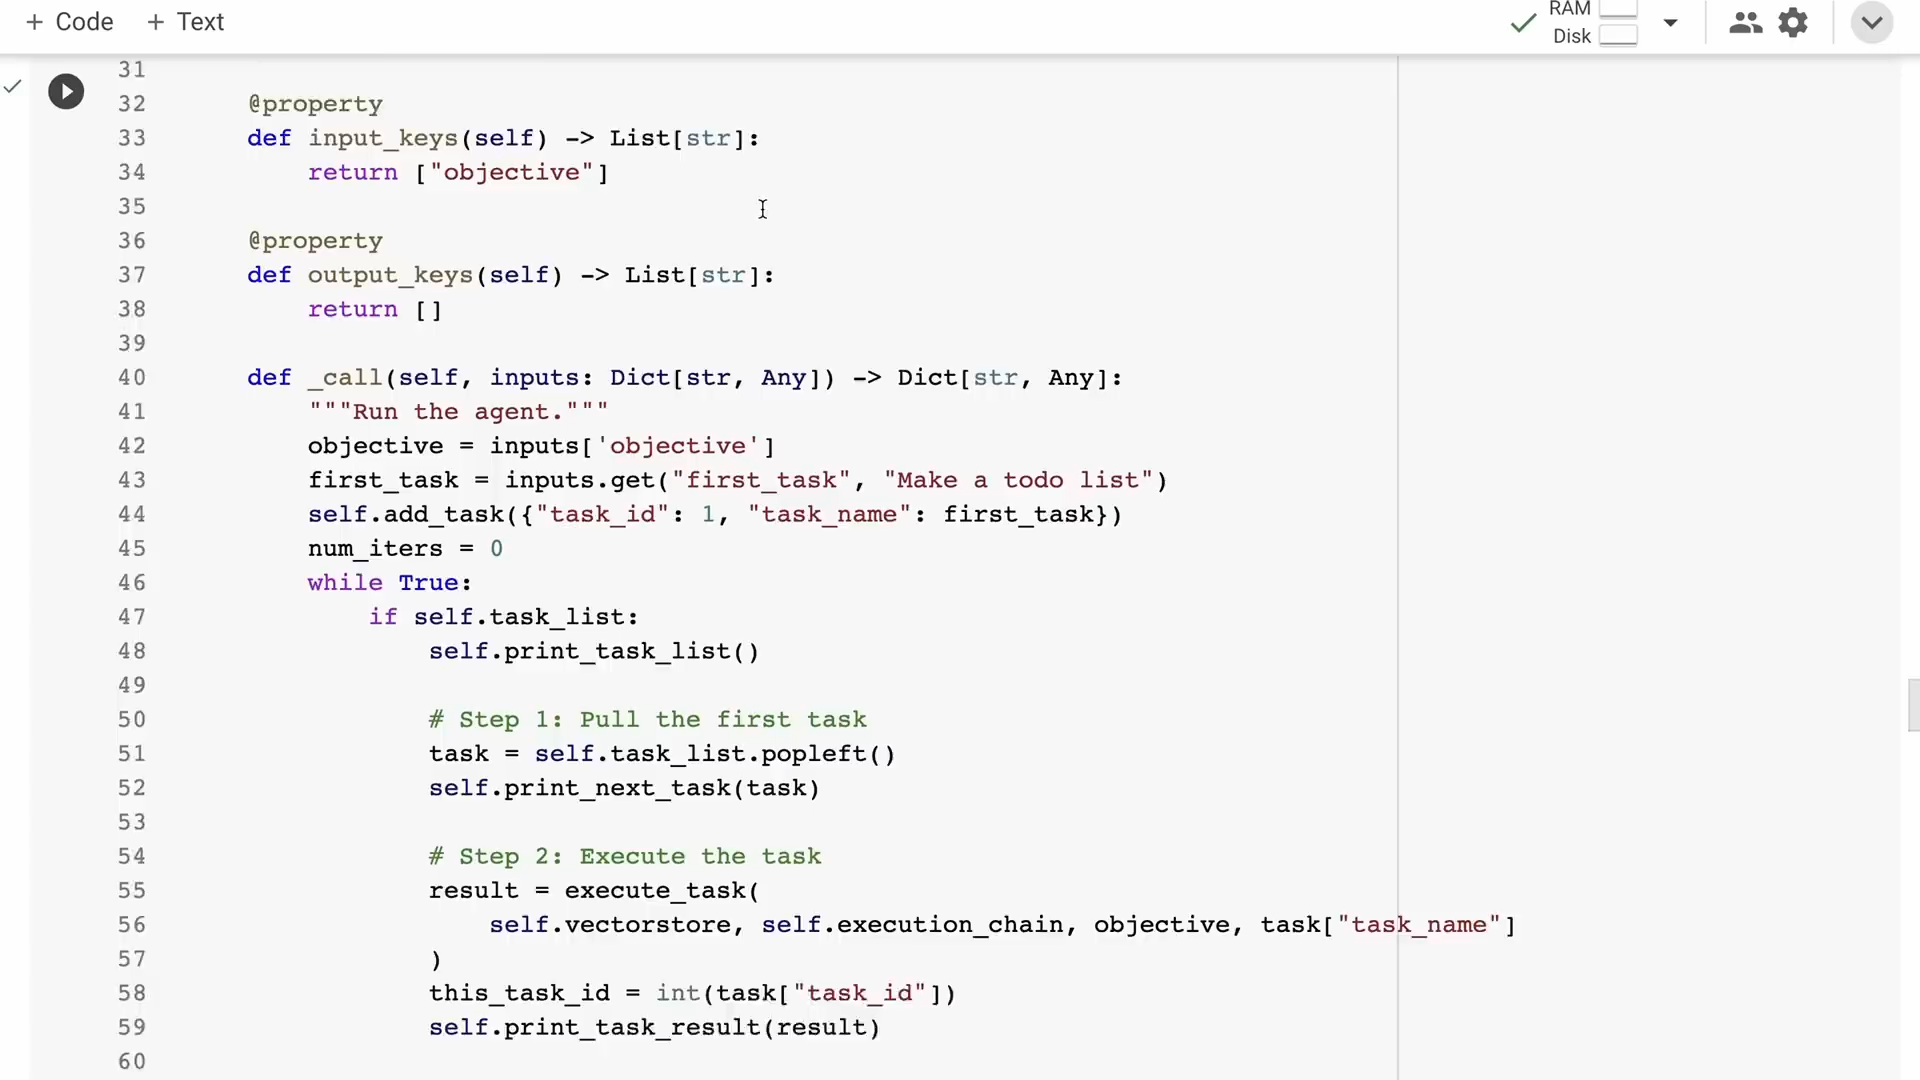 + Code + Text
RAM
Disk
31
32 @property
33 def input_keys(self) -> List[str]:
34 return ["objective"]
35
36 @property
37 def output_keys(self) -> List[str]:
38 return []
39
40 def _call(self, inputs: Dict[str, Any]) -> Dict[str, Any]:
41 """Run the agent."""
42 objective = inputs['objective']
43 first_task = inputs.get("first_task", "Make a todo list")
44 self.add_task({"task_id": 1, "task_name": first_task})
45 num_iters = 0
46 while True:
47 if self.task_list:
48 self.print_task_list()
49
50 # Step 1: Pull the first task
51 task = self.task_list.popleft()
52 self.print_next_task(task)
53
54 # Step 2: Execute the task
55 result = execute_task(
56 self.vectorstore, self.execution_chain, objective, task["task_name"]
57 )
58 this_task_id = int(task["task_id"])
59 self.print_task_result(result)
60